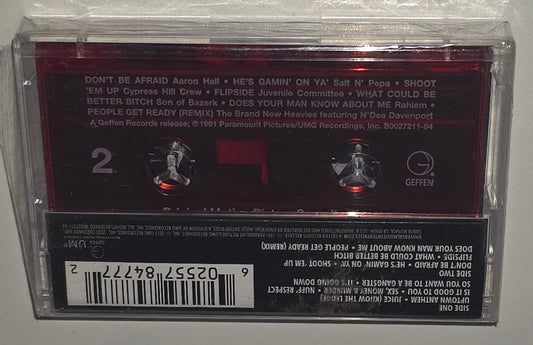 DON'T BE AFRAID Aaron Hall • HE'S GAMIN' ON YA' Salt N' Pepa • SHOOT
'EM UP Cypress Hill Crew • FLIPSIDE Juvenile Committee • WHAT COULD BE
BETTER BITCH Son of Bazerk • DOES YOUR MAN KNOW ABOUT ME Rahiem •
PEOPLE GET READY (REMIX) The Brand New Heavies featuring N'Dea Davenport
A Geffen Records release; ℗1991 Paramount Pictures/UMG Recordings, Inc. B0027211-04
2
GEFFEN
SIDE ONE
UPTOWN ANTHEM • JUICE (KNOW THE LEDGE)
IS IT GOOD TO YOU • SEX, MONEY & MURDER • NUFF' RESPECT
SO YOU WANT TO BE A GANGSTER • IT'S GOING DOWN
SIDE TWO
DON'T BE AFRAID • HE'S GAMIN' ON YA' • SHOOT 'EM UP
FLIPSIDE • WHAT COULD BE BETTER BITCH
DOES YOUR MAN KNOW ABOUT ME • PEOPLE GET READY (REMIX)
6 02557 84777 2
GEFFEN
UMe